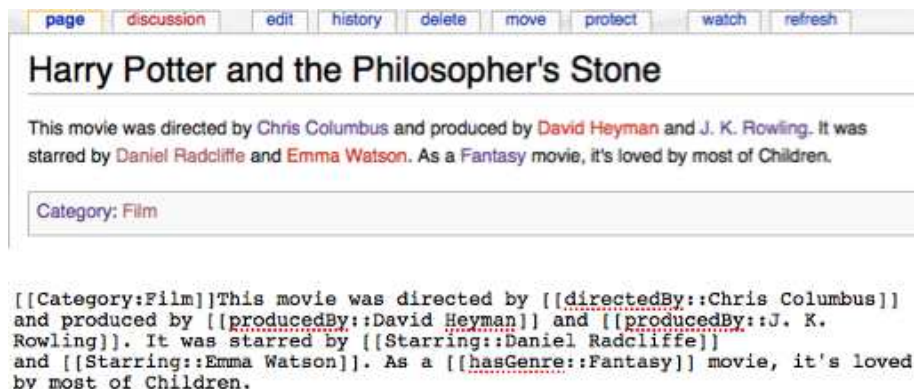 page discussion edit history delete move protect watch refresh
Harry Potter and the Philosopher's Stone
This movie was directed by Chris Columbus and produced by David Heyman and J. K. Rowling. It was
starred by Daniel Radcliffe and Emma Watson. As a Fantasy movie, it's loved by most of Children.
Category: Film
[[Category:Film]]This movie was directed by [[directedBy::Chris Columbus]]
and produced by [[producedBy::David Heyman]] and [[producedBy::J. K.
Rowling]]. It was starred by [[Starring::Daniel Radcliffe]]
and [[Starring::Emma Watson]]. As a [[hasGenre::Fantasy]] movie, it's loved
by most of Children.